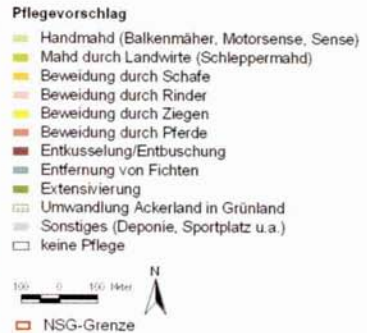 Pflegevorschlag
Handmahd (Balkenmäher, Motorsense, Sense)
Mahd durch Landwirte (Schleppermahd)
Beweidung durch Schafe
Beweidung durch Rinder
Beweidung durch Ziegen
Beweidung durch Pferde
Entkusselung/Entbuschung
Entfernung von Fichten
Extensivierung
Umwandlung Ackerland in Grünland
Sonstiges (Deponie, Sportplatz u.a.)
keine Pflege
N
100 0 100 Meter
NSG-Grenze